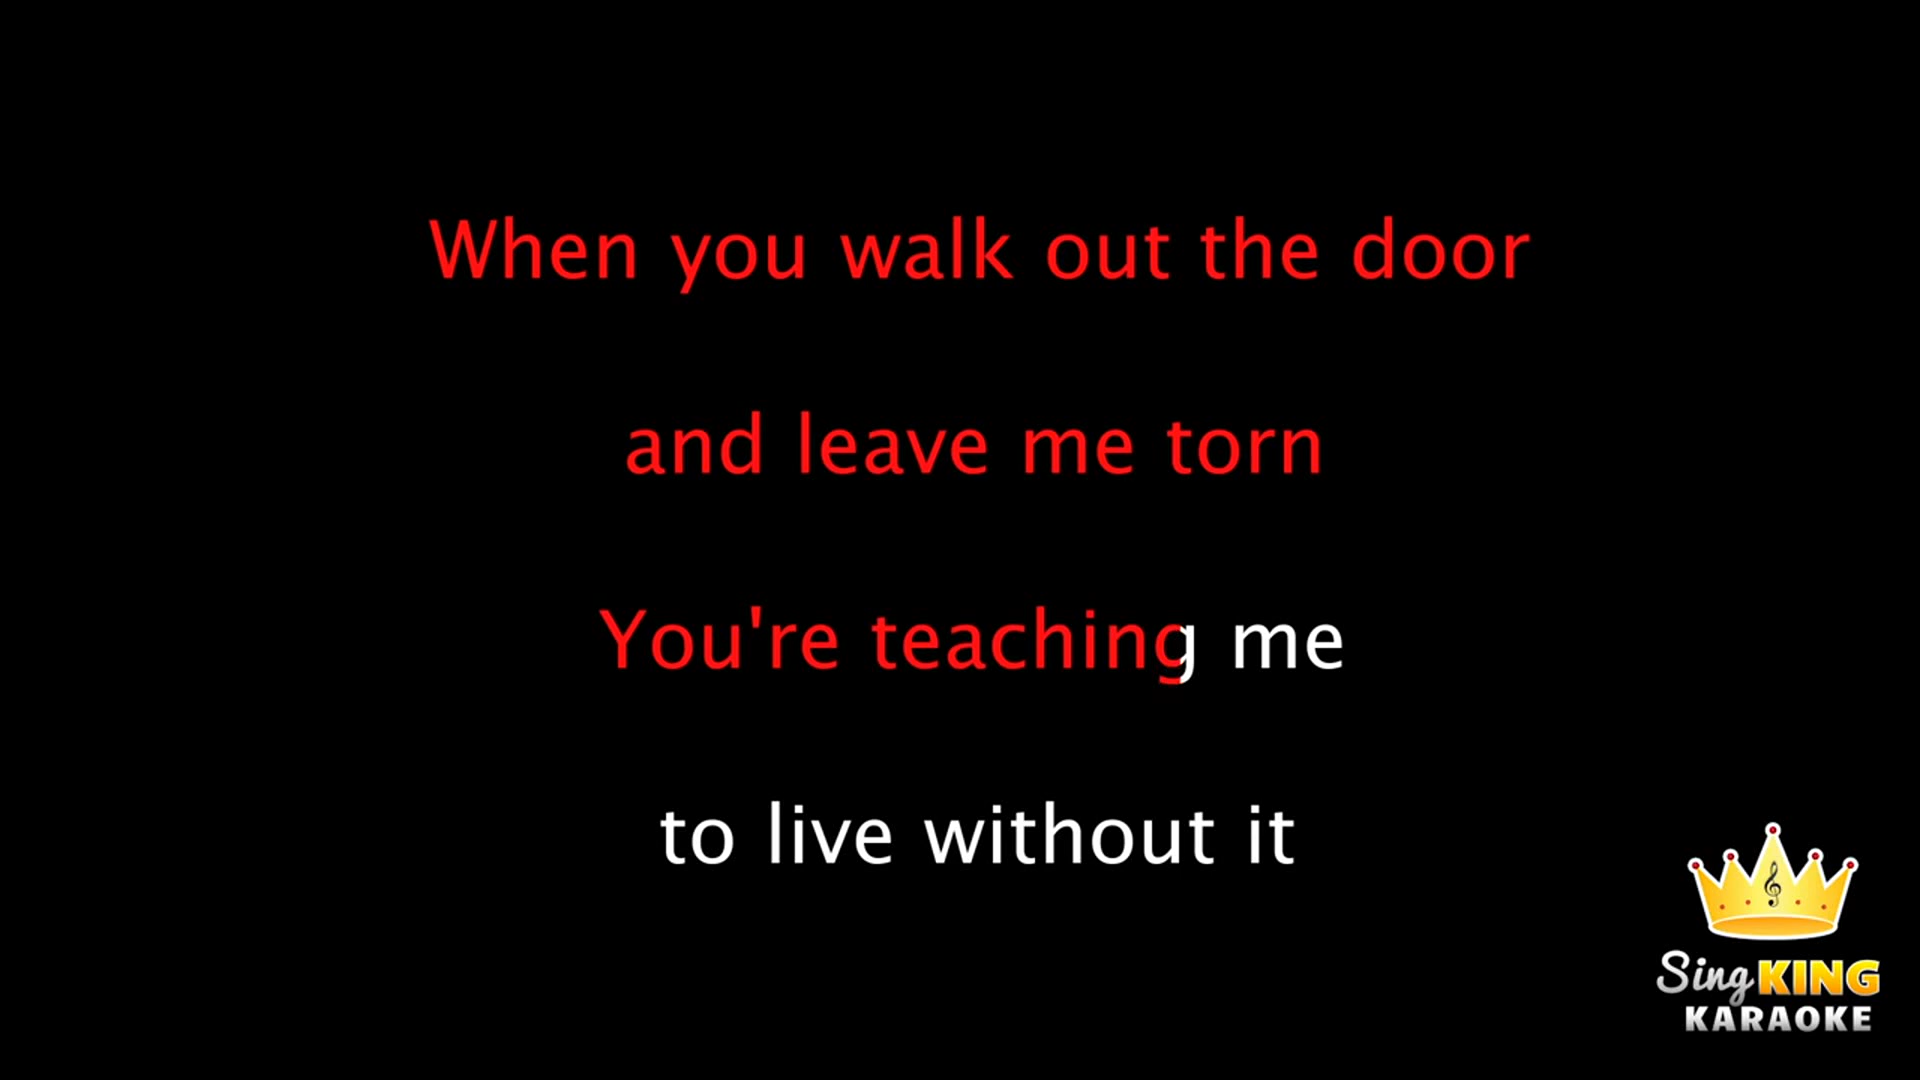 When you walk out the door
and leave me torn
You're teaching me
to live without it
Sing KING
KARAOKE